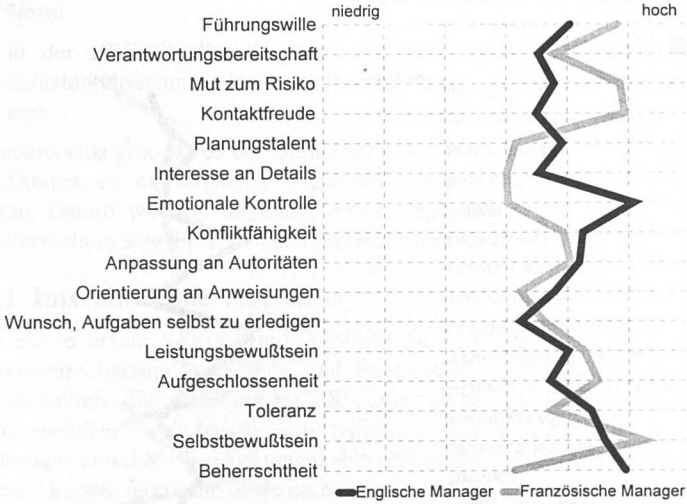 niedrig hoch
Führungswille
Verantwortungsbereitschaft
Mut zum Risiko
Kontaktfreude
Planungstalent
Interesse an Details
Emotionale Kontrolle
Konfliktfähigkeit
Anpassung an Autoritäten
Orientierung an Anweisungen
Wunsch, Aufgaben selbst zu erledigen
Leistungsbewußtsein
Aufgeschlossenheit
Toleranz
Selbstbewußtsein
Beherrschtheit
Englische Manager Französische Manager